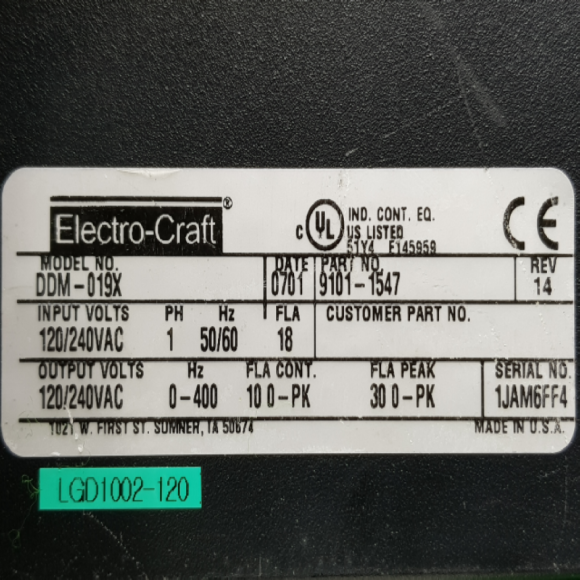 Electro-Craft®
C UL IND. CONT. EQ.
US LISTED
51Y4 E145959
CE
MODEL NO. DATE PART NO. REV
DDM-019X 0701 9101-1547 14
INPUT VOLTS PH Hz FLA CUSTOMER PART NO.
120/240VAC 1 50/60 18
OUTPUT VOLTS Hz FLA CONT. FLA PEAK SERIAL NO.
120/240VAC 0-400 10 0-PK 30 0-PK 1JAM6FF4
1021 W. FIRST ST. SUMNER, IA 50674 MADE IN U.S.A.
LGD1002-120